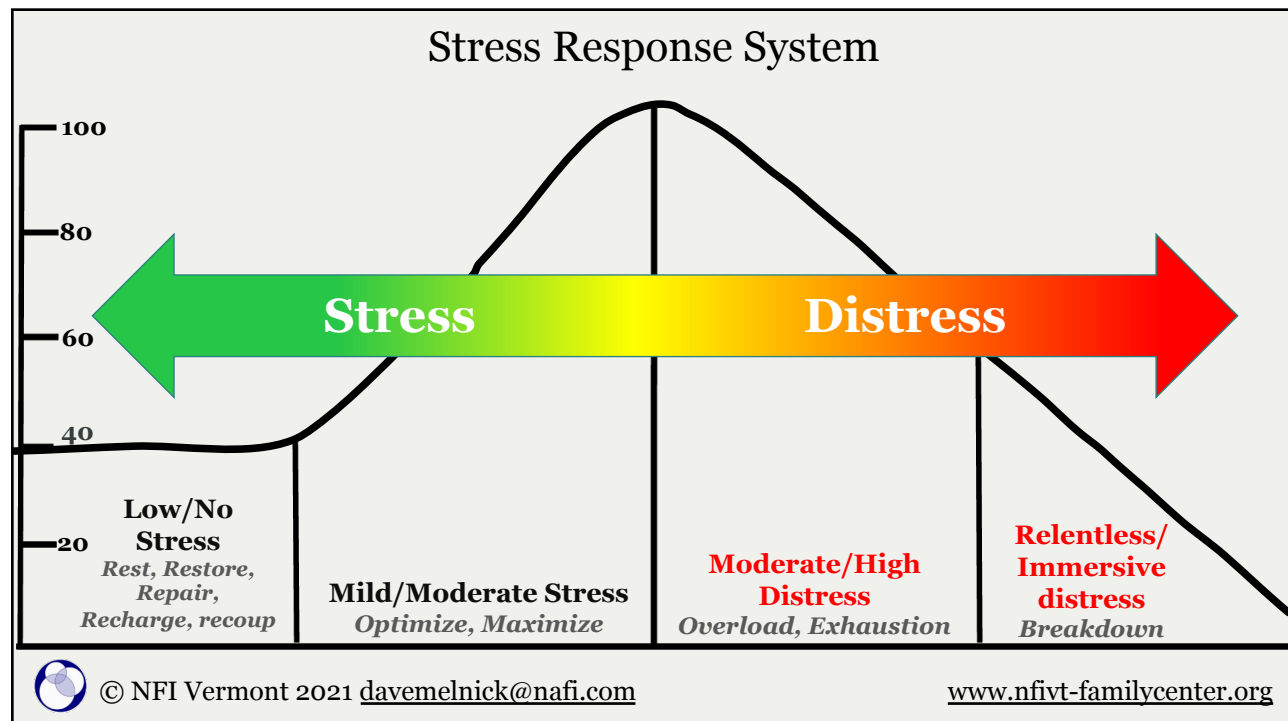 Stress Response System
100
80
60
40
20
Stress
Distress
Low/No
Stress
Rest, Restore,
Repair,
Recharge, recoup
Mild/Moderate Stress
Optimize, Maximize
Moderate/High
Distress
Overload, Exhaustion
Relentless/
Immersive
distress
Breakdown
© NFI Vermont 2021 davemelnick@nafi.com
www.nfivt-familycenter.org